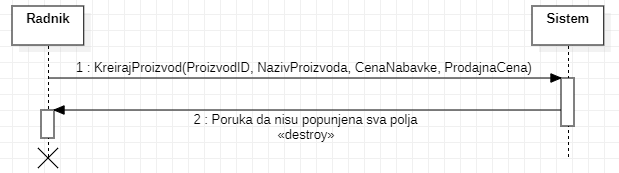 Radnik
Sistem
1 : KreirajProizvod(ProizvodID, NazivProizvoda, CenaNabavke, ProdajnaCena)
2 : Poruka da nisu popunjena sva polja
«destroy»